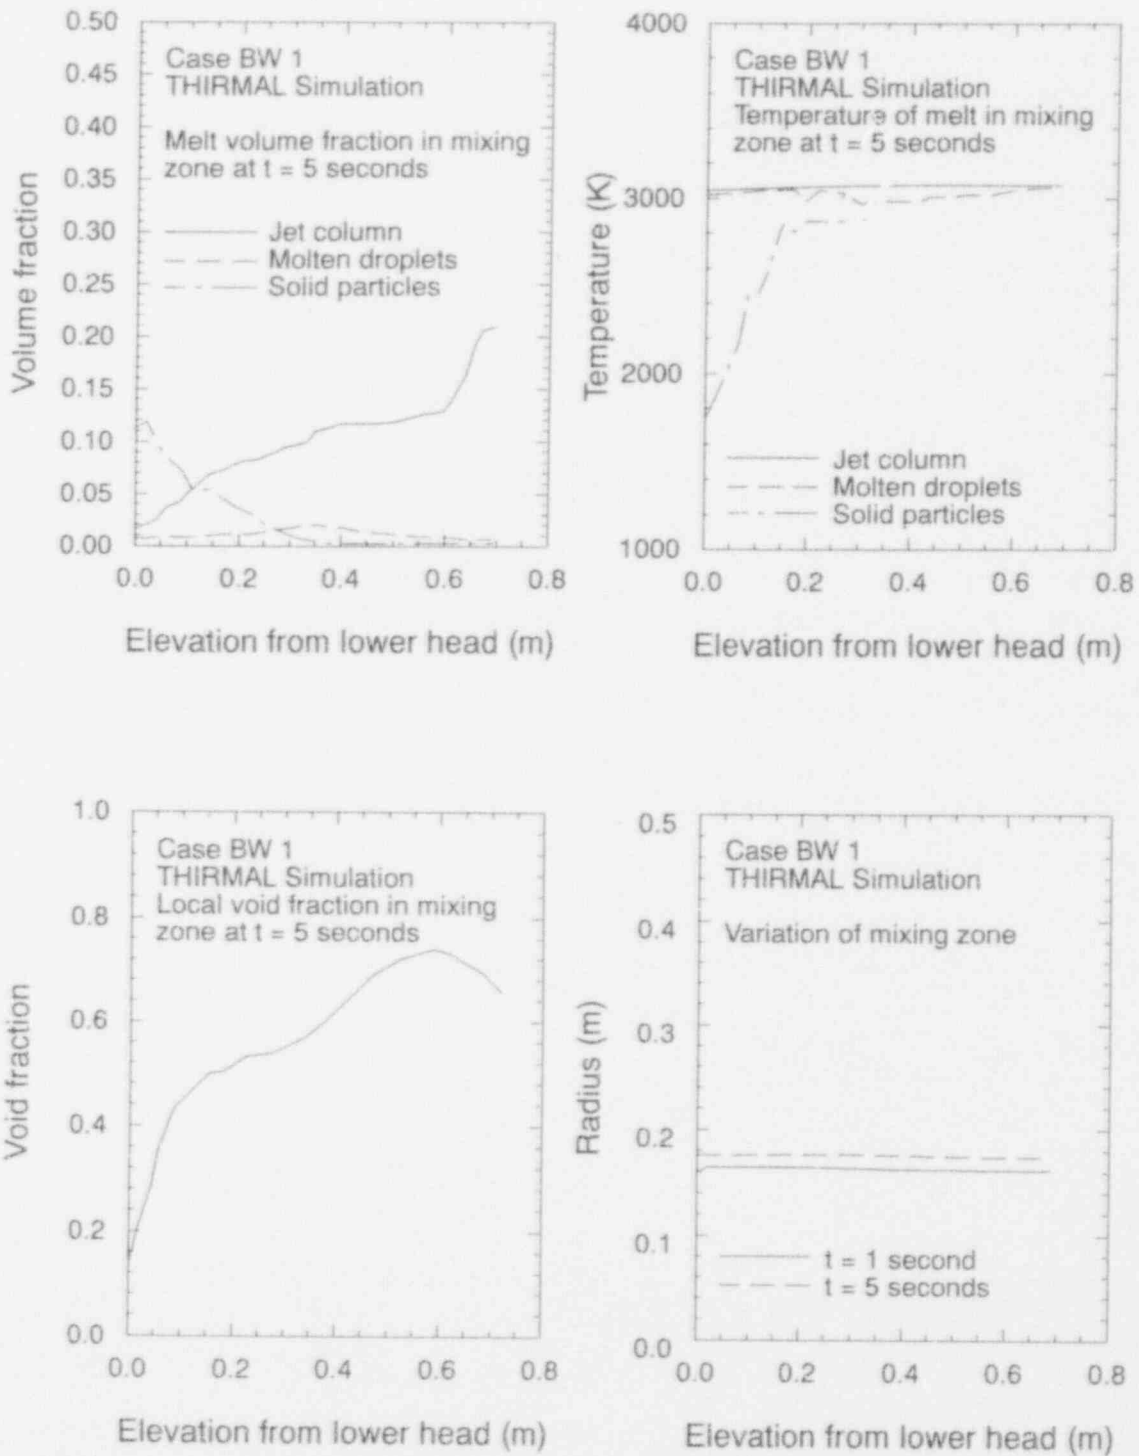 0.50
0.45
0.40
0.35
0.30
0.25
0.20
0.15
0.10
0.05
0.00
Volume fraction
Case BW 1
THIRMAL Simulation
Melt volume fraction in mixing
zone at t = 5 seconds
Jet column
Molten droplets
Solid particles
0.0 0.2 0.4 0.6 0.8
Elevation from lower head (m)
4000
3000
2000
1000
Temperature (K)
Case BW 1
THIRMAL Simulation
Temperature of melt in mixing
zone at t = 5 seconds
Jet column
Molten droplets
Solid particles
0.0 0.2 0.4 0.6 0.8
Elevation from lower head (m)
1.0
0.8
0.6
0.4
0.2
0.0
Void fraction
Case BW 1
THIRMAL Simulation
Local void fraction in mixing
zone at t = 5 seconds
0.0 0.2 0.4 0.6 0.8
Elevation from lower head (m)
0.5
0.4
0.3
0.2
0.1
0.0
Radius (m)
Case BW 1
THIRMAL Simulation
Variation of mixing zone
t = 1 second
t = 5 seconds
0.0 0.2 0.4 0.6 0.8
Elevation from lower head (m)